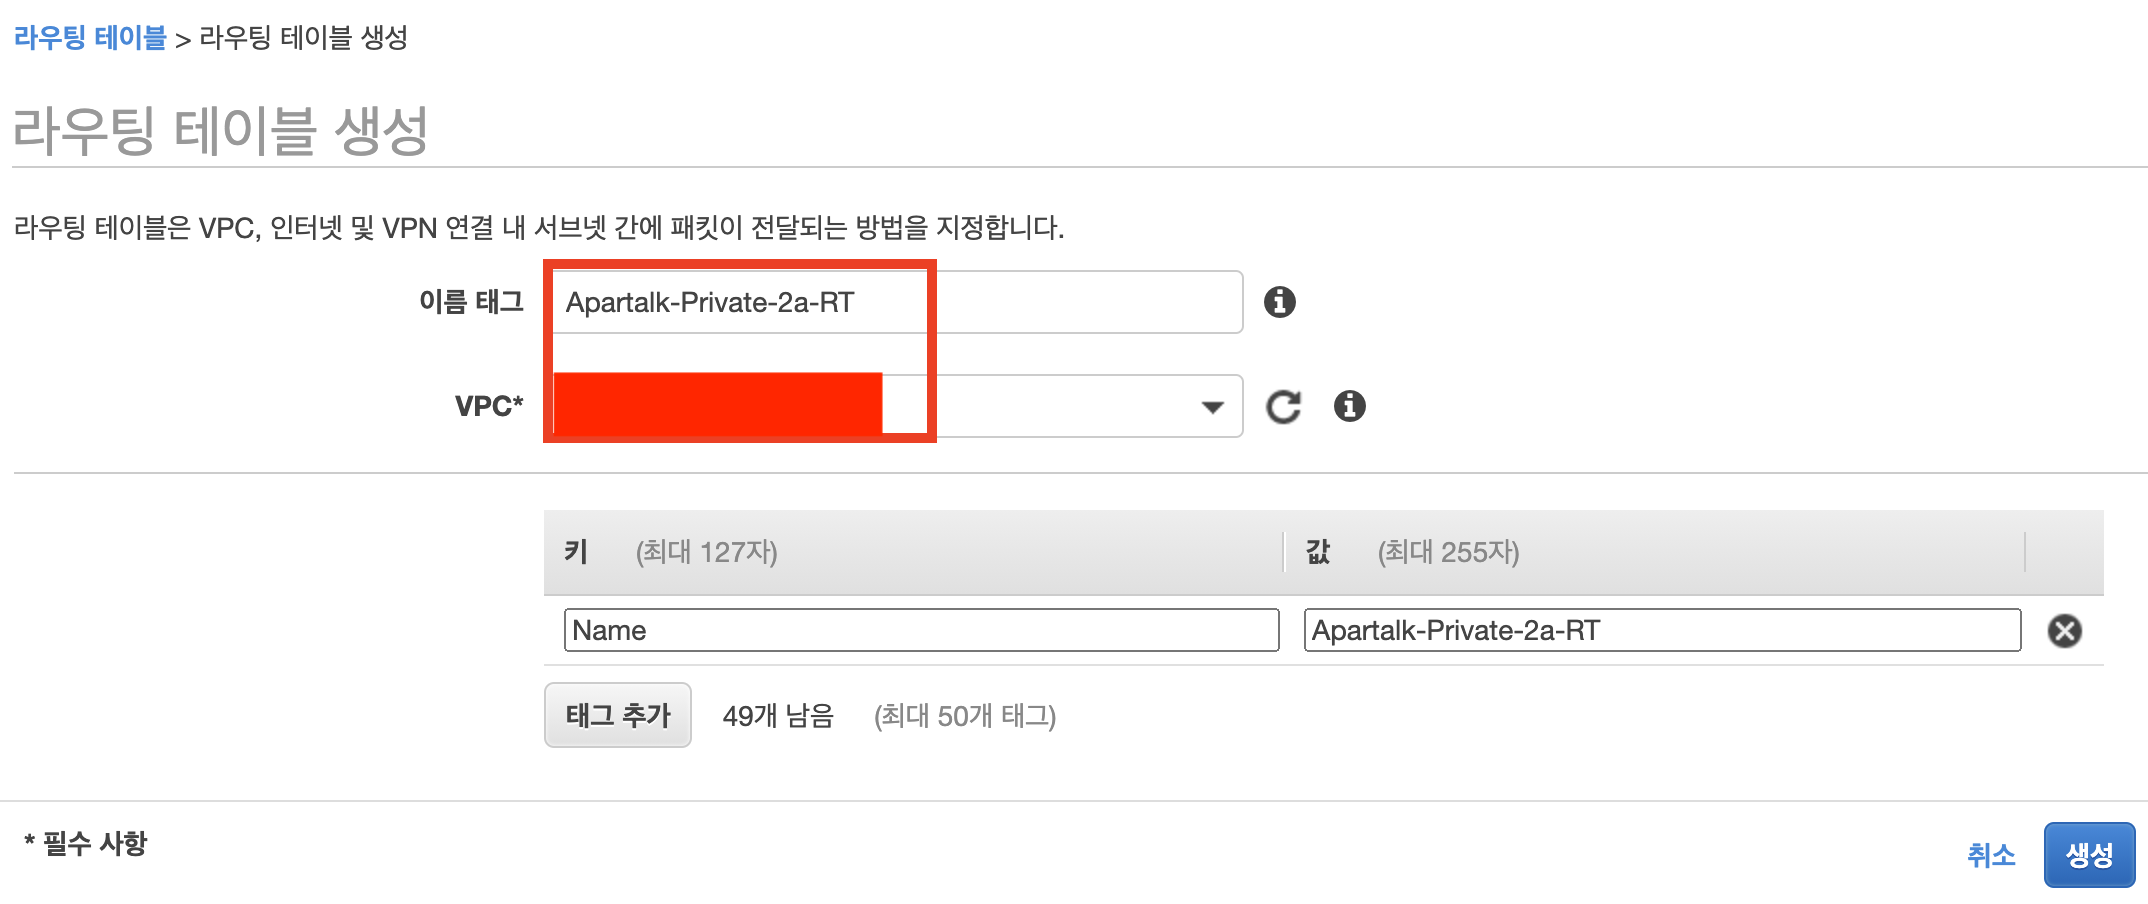 라우팅 테이블 > 라우팅 테이블 생성
라우팅 테이블 생성
라우팅 테이블은 VPC, 인터넷 및 VPN 연결 내 서브넷 간에 패킷이 전달되는 방법을 지정합니다.
이름 태그 Apartalk-Private-2a-RT
VPC*
키 (최대 127자) 값 (최대 255자)
Name Apartalk-Private-2a-RT
태그 추가 49개 남음 (최대 50개 태그)
* 필수 사항
취소 생성